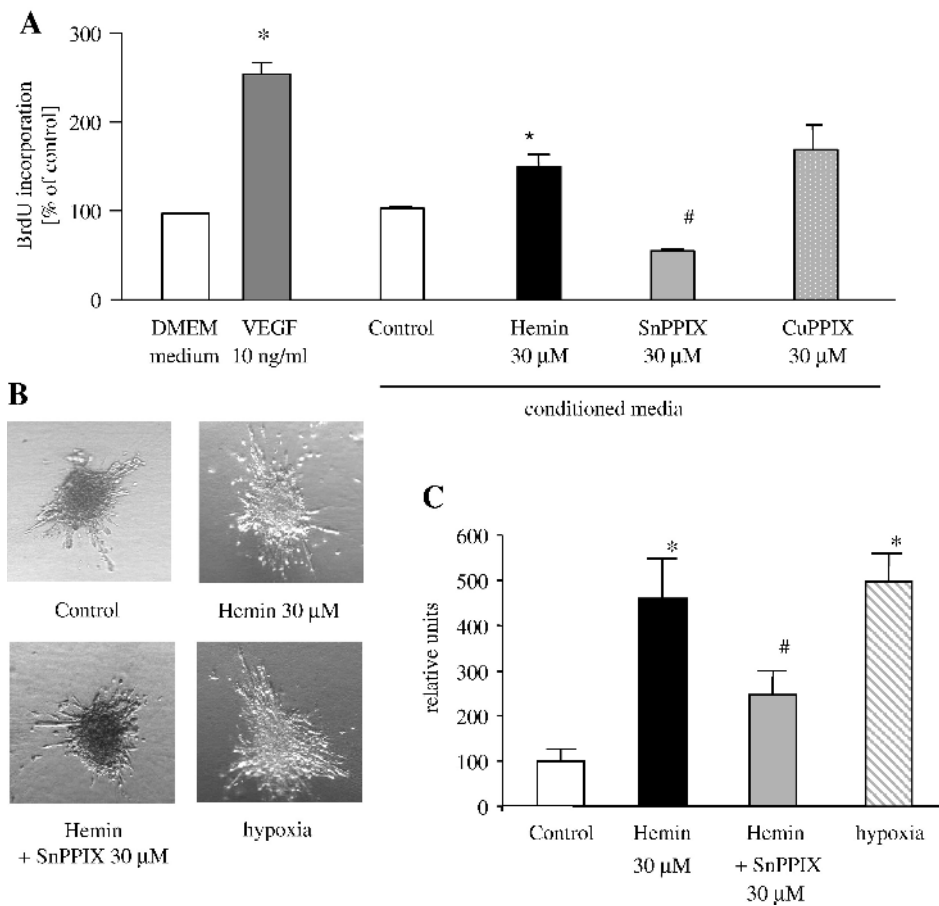 A
300
200
100
0
BrdU incorporation
[% of control]
*
*
#
DMEM
medium
VEGF
10 ng/ml
Control
Hemin
30 µM
SnPPIX
30 µM
CuPPIX
30 µM
conditioned media
B
Control
Hemin 30 µM
Hemin
+ SnPPIX 30 µM
hypoxia
C
600
500
400
300
200
100
0
relative units
*
#
*
Control
Hemin
30 µM
Hemin
+ SnPPIX
30 µM
hypoxia